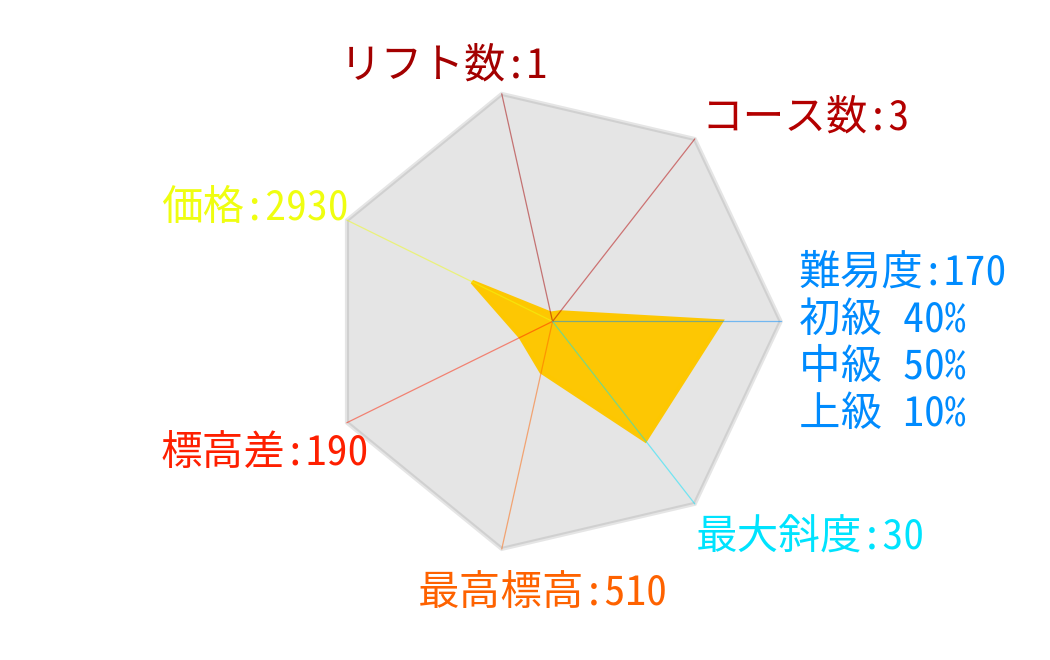 リフト数:1
コース数:3
価格:2930
難易度:170
初級 40%
中級 50%
上級 10%
標高差:190
最大斜度:30
最高標高:510